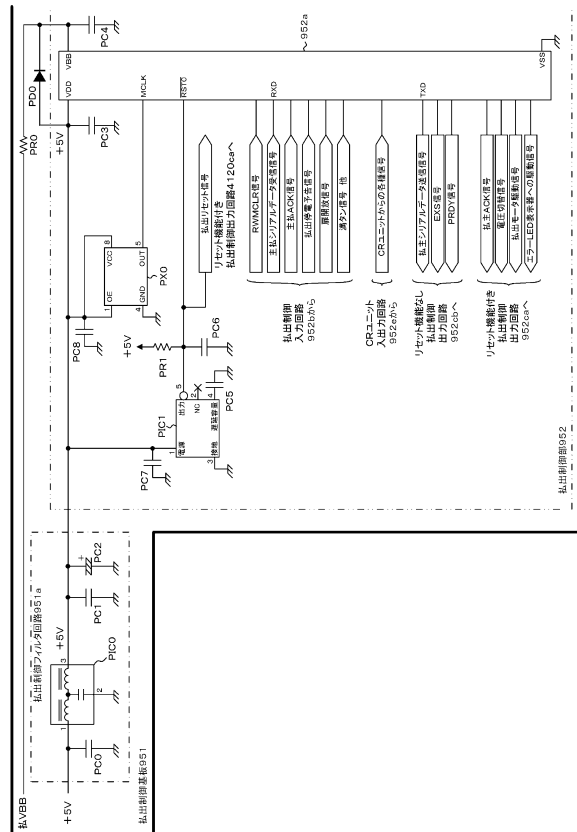 払VBB
+5V
払出制御基板951
払出制御フィルタ回路951a
PC0
1
2
3
PIC0
+5V
PC1
+
PC2
払出制御部952
PC7
PIC1
1
電源
3
接地
出力
5
NC
2
遅延容量
4
PC5
+5V
PR1
PC6
PC8
1
OE
VCC
8
4
GND
OUT
5
PX0
PR0
PD0
+5V
PC3
PC4
VDD
VBB
MCLK
RST0
RXD
TXD
VSS
952a
払出リセット信号
リセット機能付き
払出制御出力回路4120caへ
RWMCLR信号
主払シリアルデータ受信信号
主払ACK信号
払出停電予告信号
扉開放信号
満タン信号 他
払出制御
入力回路
952bから
CRユニットからの各種信号
CRユニット
入出力回路
952eから
払主シリアルデータ送信信号
EXS信号
PRDY信号
リセット機能なし
払出制御
出力回路
952cbへ
払主ACK信号
電圧切替信号
払出モータ駆動信号
エラーLED表示器への駆動信号
リセット機能付き
払出制御
出力回路
952caへ